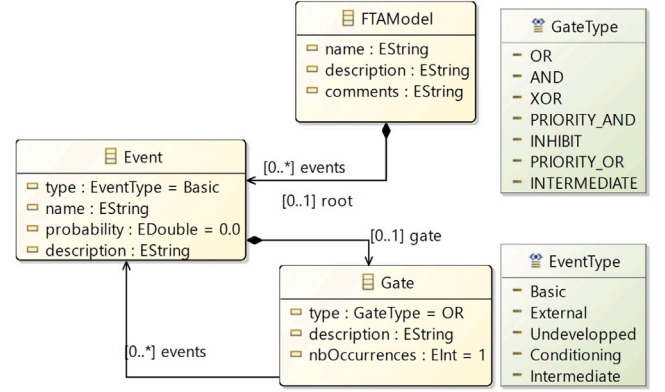 FTAModel
name : EString
description : EString
comments : EString
GateType
OR
AND
XOR
PRIORITY_AND
INHIBIT
PRIORITY_OR
INTERMEDIATE
[0..*] events
[0..1] root
Event
type : EventType = Basic
name : EString
probability : EDouble = 0.0
description : EString
[0..1] gate
Gate
type : GateType = OR
description : EString
nbOccurrences : EInt = 1
[0..*] events
EventType
Basic
External
Undevelopped
Conditioning
Intermediate